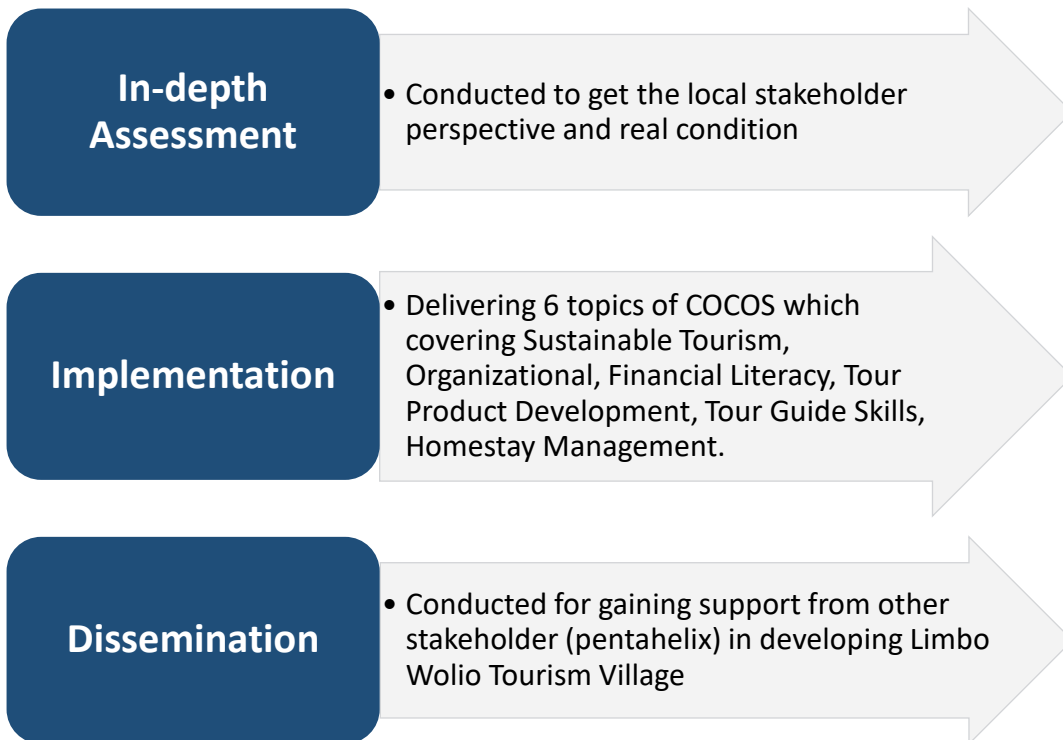 In-depth
Assessment
• Conducted to get the local stakeholder
perspective and real condition
Implementation
• Delivering 6 topics of COCOS which
covering Sustainable Tourism,
Organizational, Financial Literacy, Tour
Product Development, Tour Guide Skills,
Homestay Management.
Dissemination
• Conducted for gaining support from other
stakeholder (pentahelix) in developing Limbo
Wolio Tourism Village